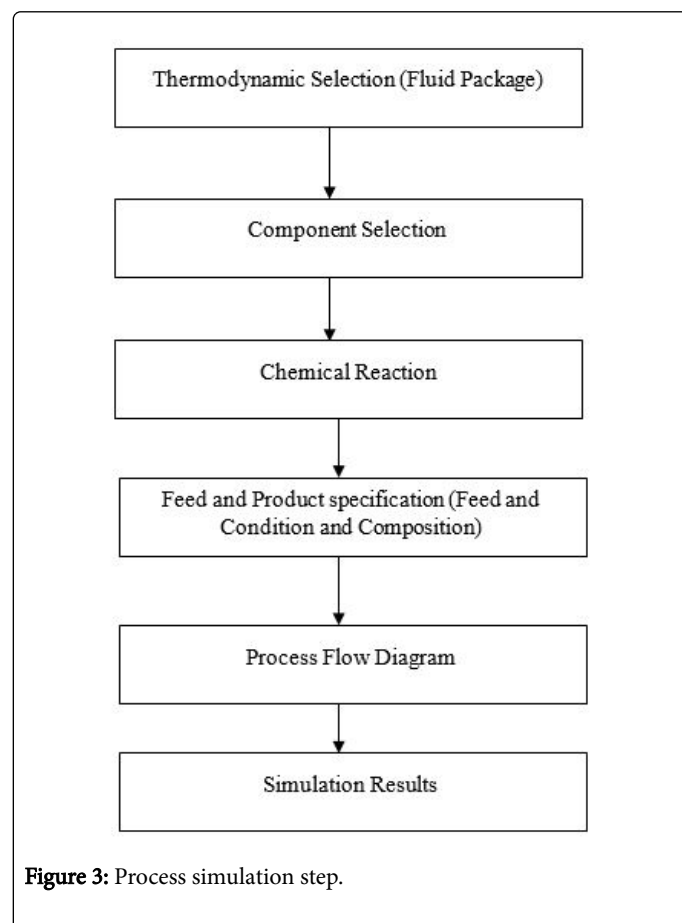 Thermodynamic Selection (Fluid Package)
Component Selection
Chemical Reaction
Feed and Product specification (Feed and
Condition and Composition)
Process Flow Diagram
Simulation Results
Figure 3: Process simulation step.